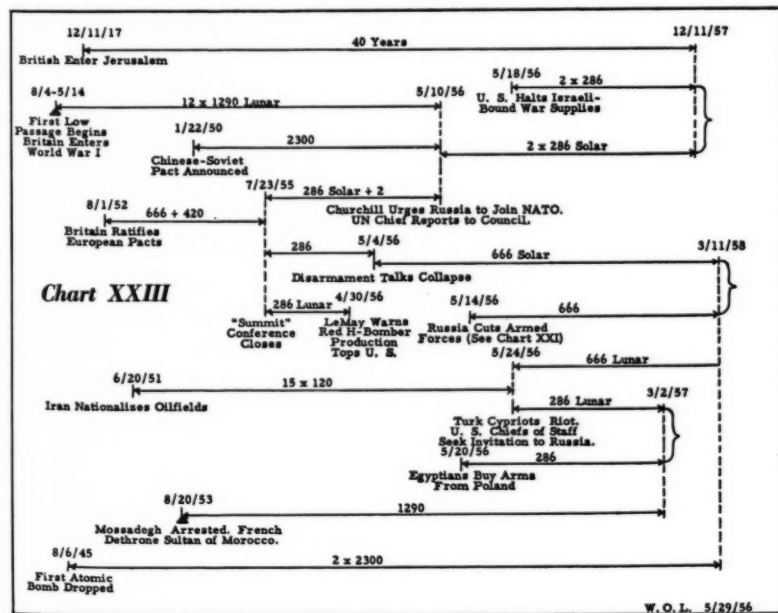 12/11/17
12/11/57
40 Years
British Enter Jerusalem
5/18/56
2 x 286
8/4-5/14
12 x 1290 Lunar
5/10/56
U. S. Halts Israeli-
Bound War Supplies
First Low
Passage Begins
Britain Enters
World War I
1/22/50
2300
2 x 286 Solar
Chinese-Soviet
Pact Announced
7/23/55
286 Solar + 2
8/1/52
666 + 420
Churchill Urges Russia to Join NATO.
UN Chief Reports to Council.
Britain Ratifies
European Pacts
286
5/4/56
666 Solar
3/11/58
Disarmament Talks Collapse
Chart XXIII
286 Lunar
4/30/56
5/14/56
666
"Summit"
Conference
Closes
LeMay Warns
Red H-Bomber
Production
Tops U. S.
Russia Cuts Armed
Forces (See Chart XXI)
5/24/56
666 Lunar
6/20/51
15 x 120
Iran Nationalizes Oilfields
286 Lunar
3/2/57
Turk Cypriots Riot.
U. S. Chiefs of Staff
Seek Invitation to Russia.
5/20/56
286
Egyptians Buy Arms
From Poland
8/20/53
1290
Mossadegh Arrested. French
Dethrone Sultan of Morocco.
8/6/45
2 x 2300
First Atomic
Bomb Dropped
W. O. L. 5/29/56